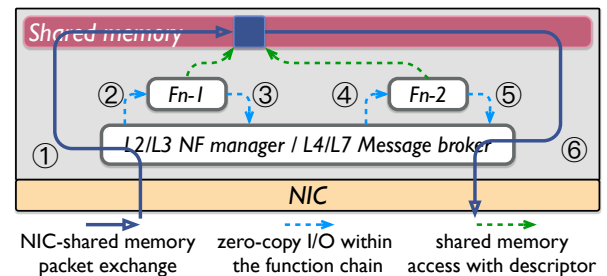 Shared memory
② Fn-1 ③ ④ Fn-2 ⑤
L2/L3 NF manager / L4/L7 Message broker
① ⑥
NIC
NIC-shared memory
packet exchange
zero-copy I/O within
the function chain
shared memory
access with descriptor